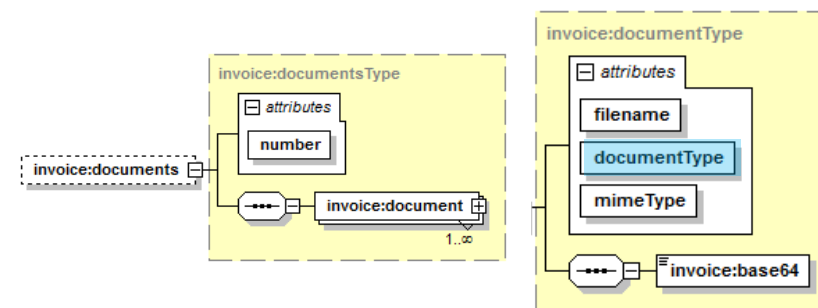 invoice:documentsType
attributes
number
invoice:documents
invoice:document
1..∞
invoice:documentType
attributes
filename
documentType
mimeType
invoice:base64